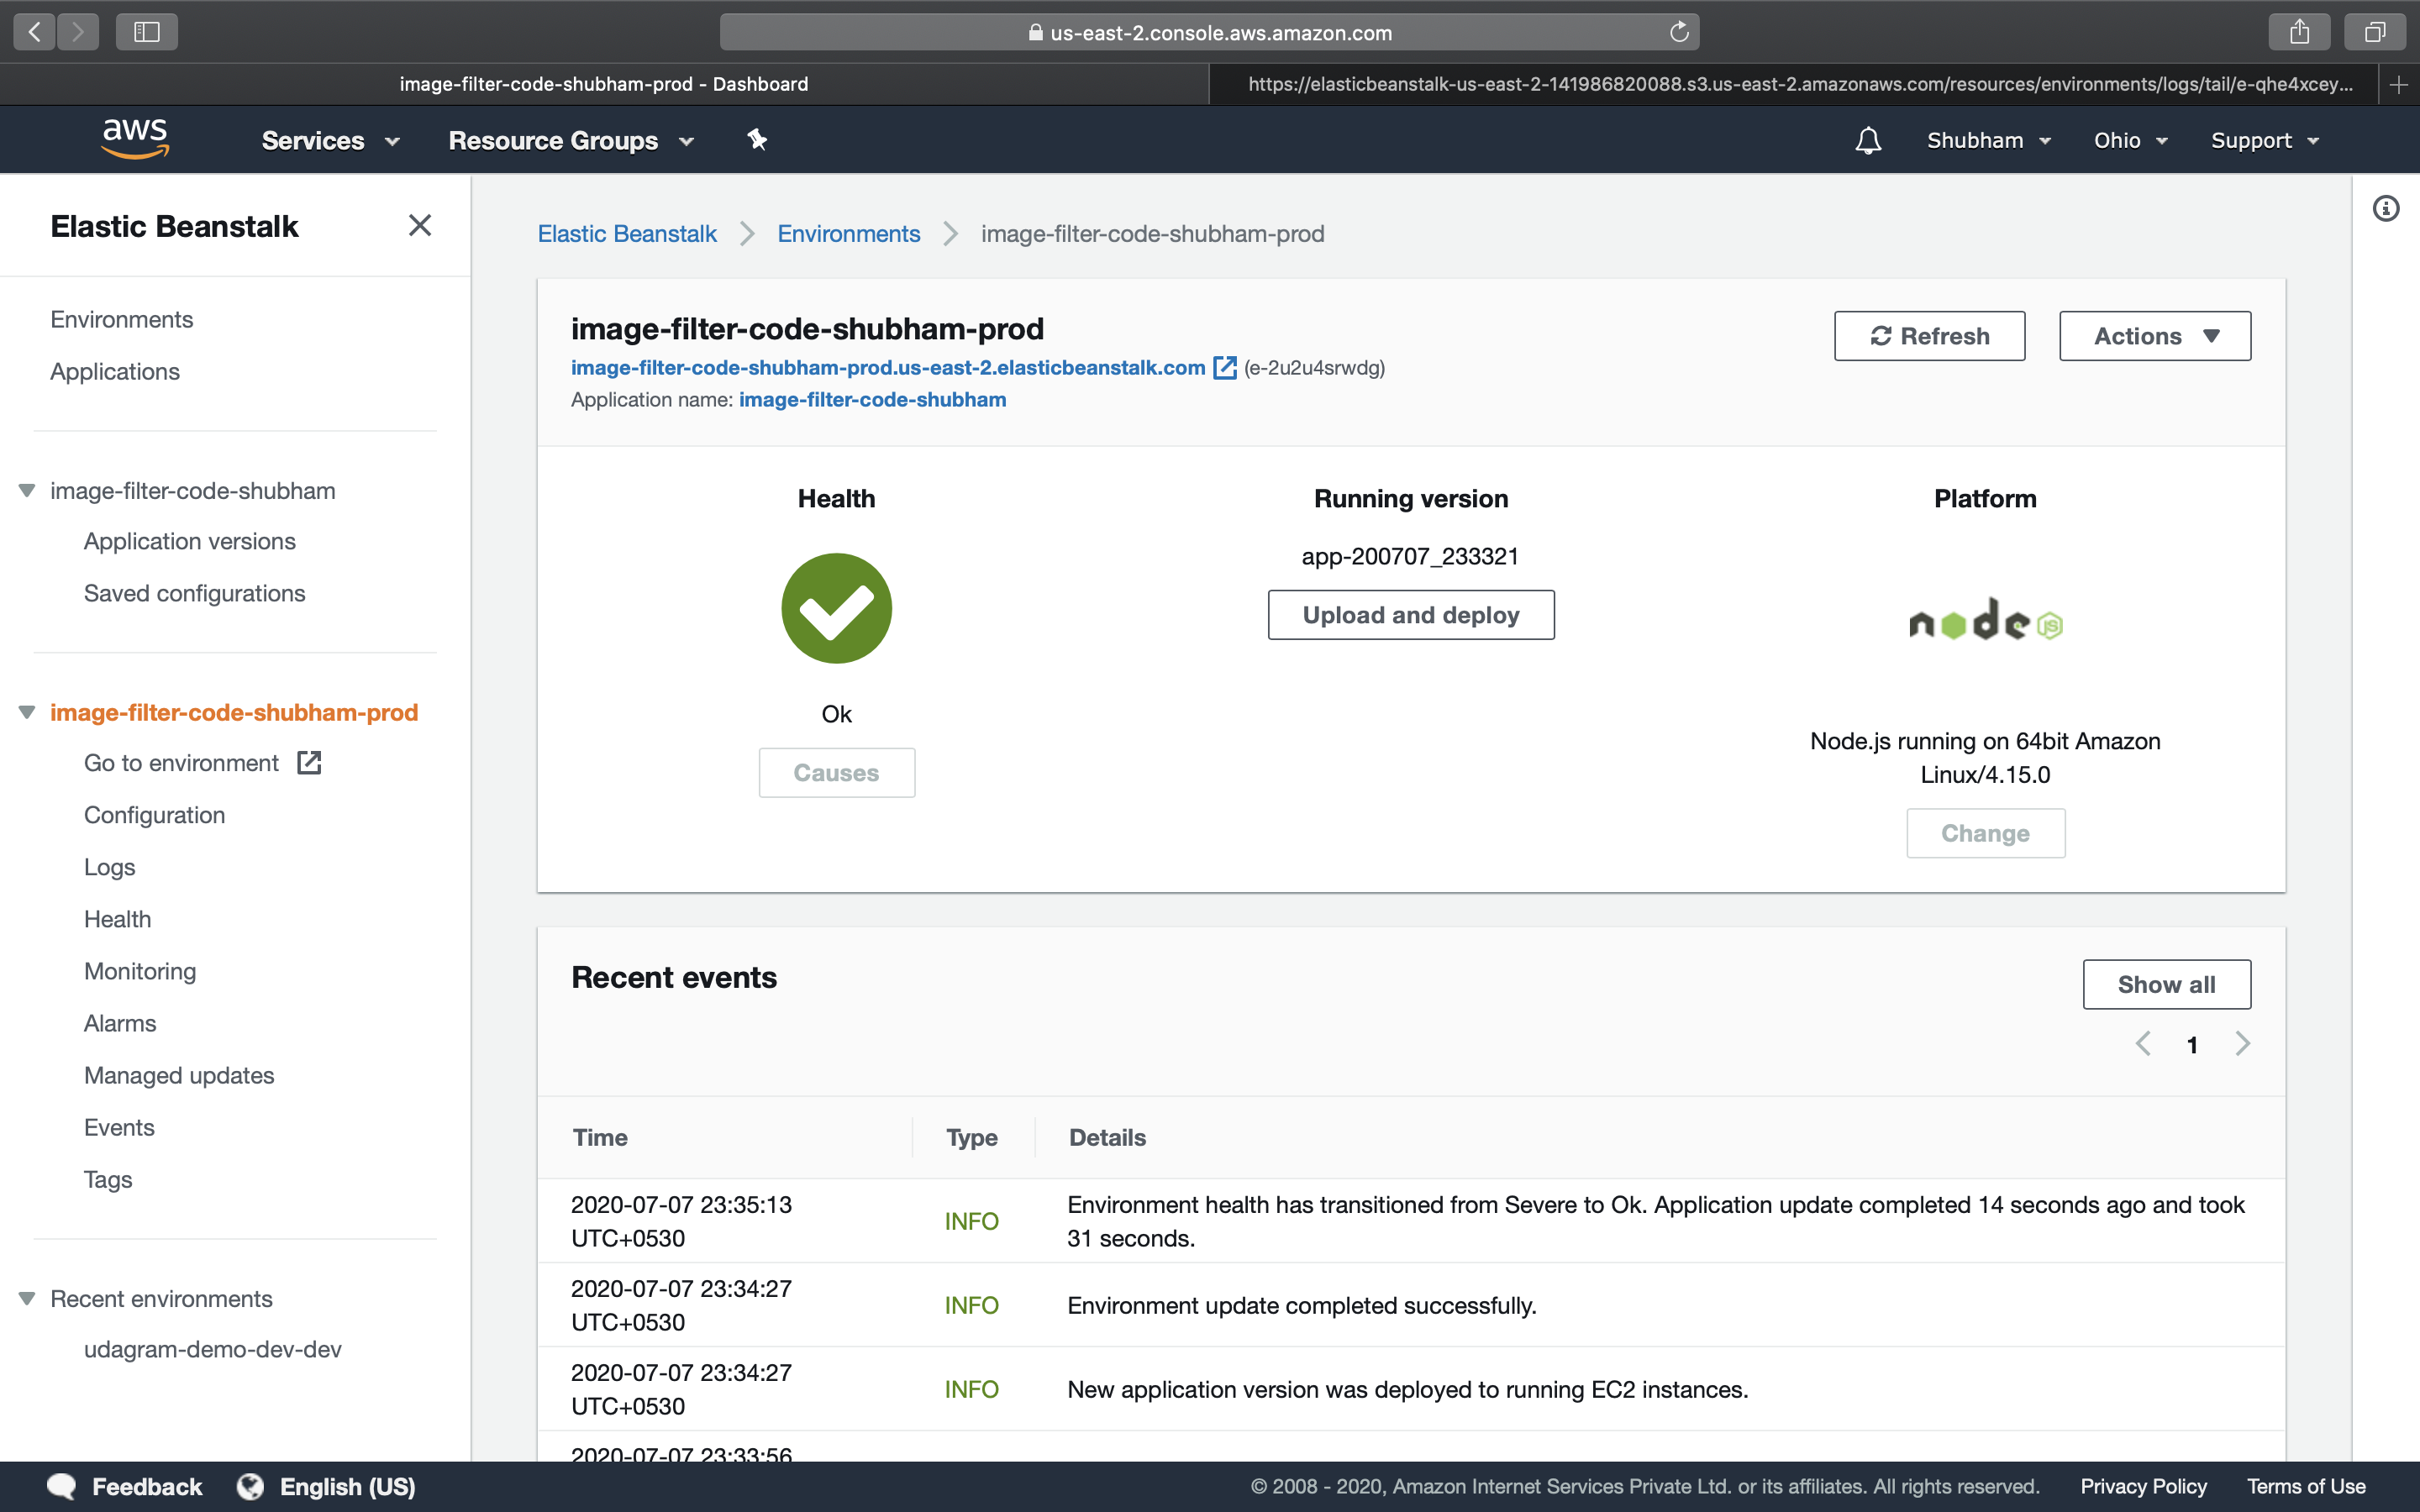 us-east-2.console.aws.amazon.com
image-filter-code-shubham-prod - Dashboard
https://elasticbeanstalk-us-east-2-141986820088.s3.us-east-2.amazonaws.com/resources/environments/logs/tail/e-qhe4xcey...
aws
Services
Resource Groups
Shubham
Ohio
Support
Elastic Beanstalk
Environments
Applications
image-filter-code-shubham
Application versions
Saved configurations
image-filter-code-shubham-prod
Go to environment
Configuration
Logs
Health
Monitoring
Alarms
Managed updates
Events
Tags
Recent environments
udagram-demo-dev-dev
Elastic Beanstalk
Environments
image-filter-code-shubham-prod
image-filter-code-shubham-prod
image-filter-code-shubham-prod.us-east-2.elasticbeanstalk.com (e-2u2u4srwdg)
Application name: image-filter-code-shubham
Refresh
Actions
Health
Ok
Causes
Running version
app-200707_233321
Upload and deploy
Platform
node JS
Node.js running on 64bit Amazon
Linux/4.15.0
Change
Recent events
Show all
1
Time Type Details
2020-07-07 23:35:13
UTC+0530
INFO
Environment health has transitioned from Severe to Ok. Application update completed 14 seconds ago and took
31 seconds.
2020-07-07 23:34:27
UTC+0530
INFO
Environment update completed successfully.
2020-07-07 23:34:27
UTC+0530
INFO
New application version was deployed to running EC2 instances.
2020-07-07 23:33:56
Feedback
English (US)
© 2008 - 2020, Amazon Internet Services Private Ltd. or its affiliates. All rights reserved.
Privacy Policy
Terms of Use